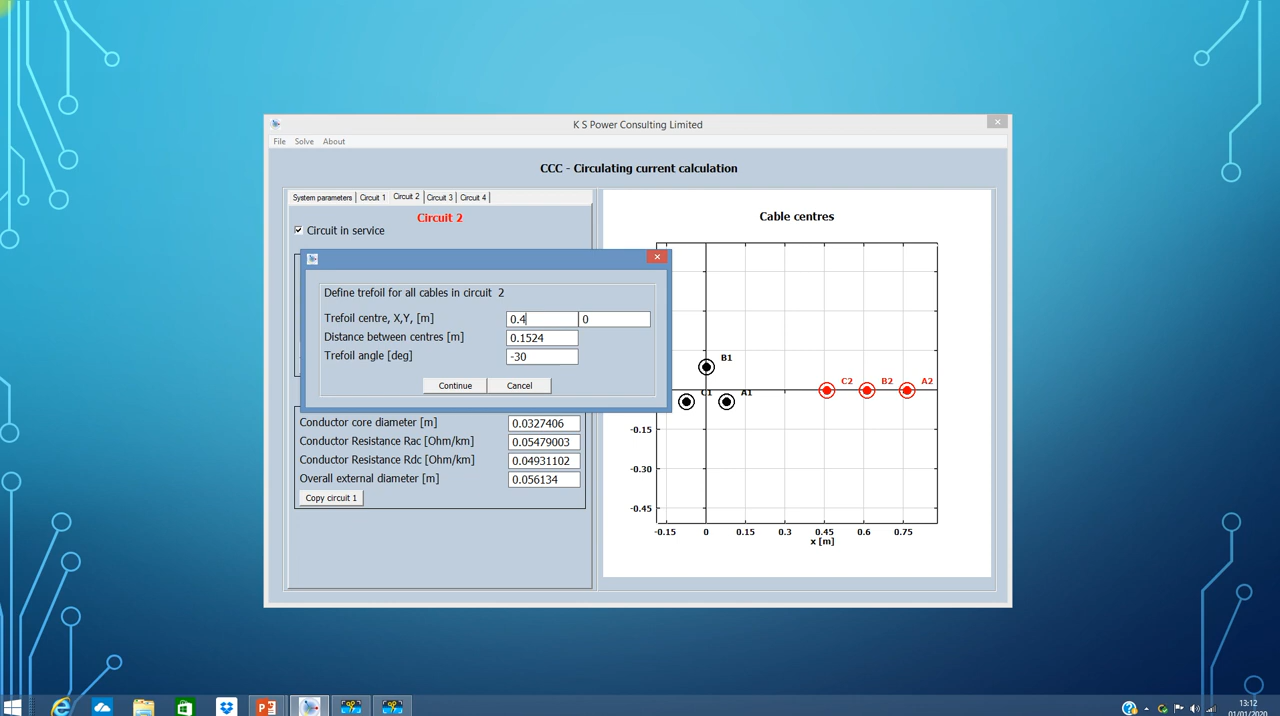 K S Power Consulting Limited
File Solve About
CCC - Circulating current calculation
System parameters Circuit 1 Circuit 2 Circuit 3 Circuit 4
Circuit 2
Circuit in service
Define trefoil for all cables in circuit 2
Trefoil centre, X,Y, [m] 0.4 0
Distance between centres [m] 0.1524
Trefoil angle [deg] -30
Continue Cancel
Conductor core diameter [m] 0.0327406
Conductor Resistance Rac [Ohm/km] 0.05479003
Conductor Resistance Rdc [Ohm/km] 0.04931102
Overall external diameter [m] 0.056134
Copy circuit 1
Cable centres
B1
C2 B2 A2
C1 A1
-0.15
-0.30
-0.45
-0.15 0 0.15 0.3 0.45 0.6 0.75
x [m]
13:12
01/01/2020